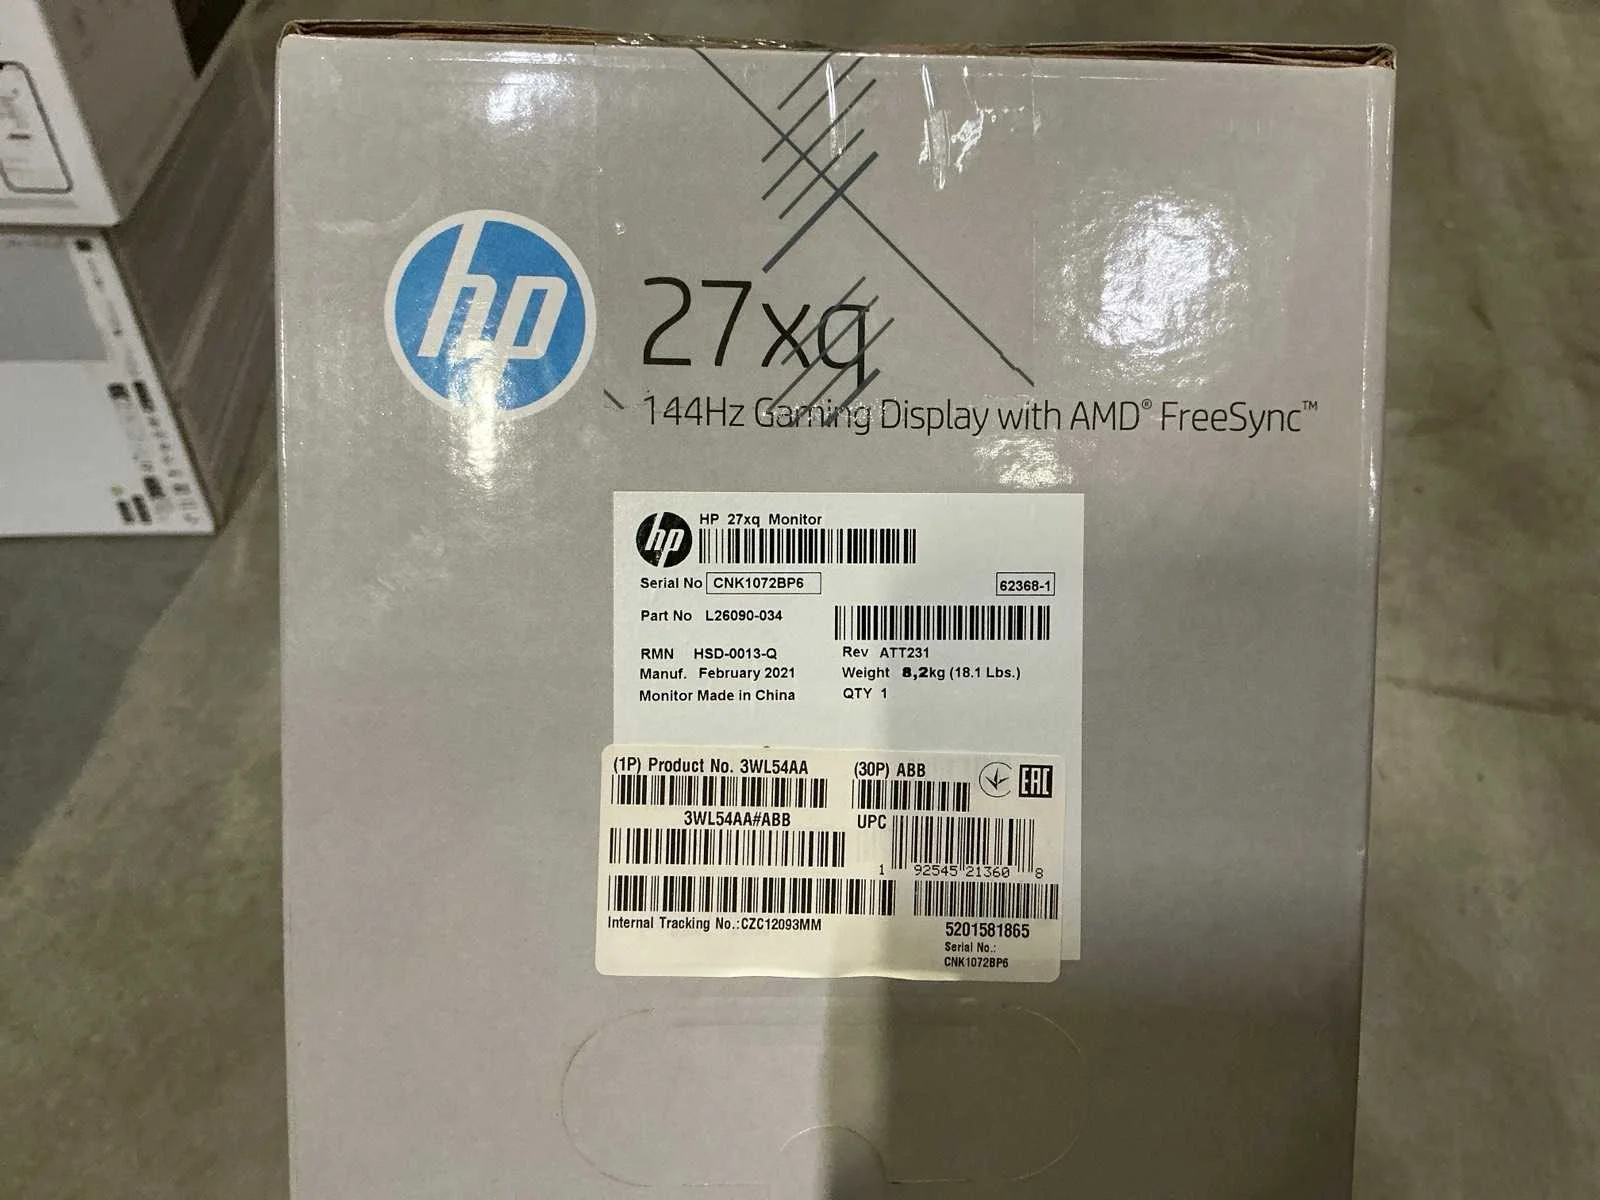 hp
27xq
144Hz Gaming Display with AMD® FreeSync™
hp
HP 27xq Monitor
Serial No CNK1072BP6
62368-1
Part No L26090-034
RMN HSD-0013-Q
Rev ATT231
Manuf. February 2021
Weight 8,2kg (18.1 Lbs.)
Monitor Made in China
QTY 1
(1P) Product No. 3WL54AA
(30P) ABB
EAC
3WL54AA#ABB
UPC
1 92545 21360 8
Internal Tracking No.:CZC12093MM
5201581865
Serial No.:
CNK1072BP6